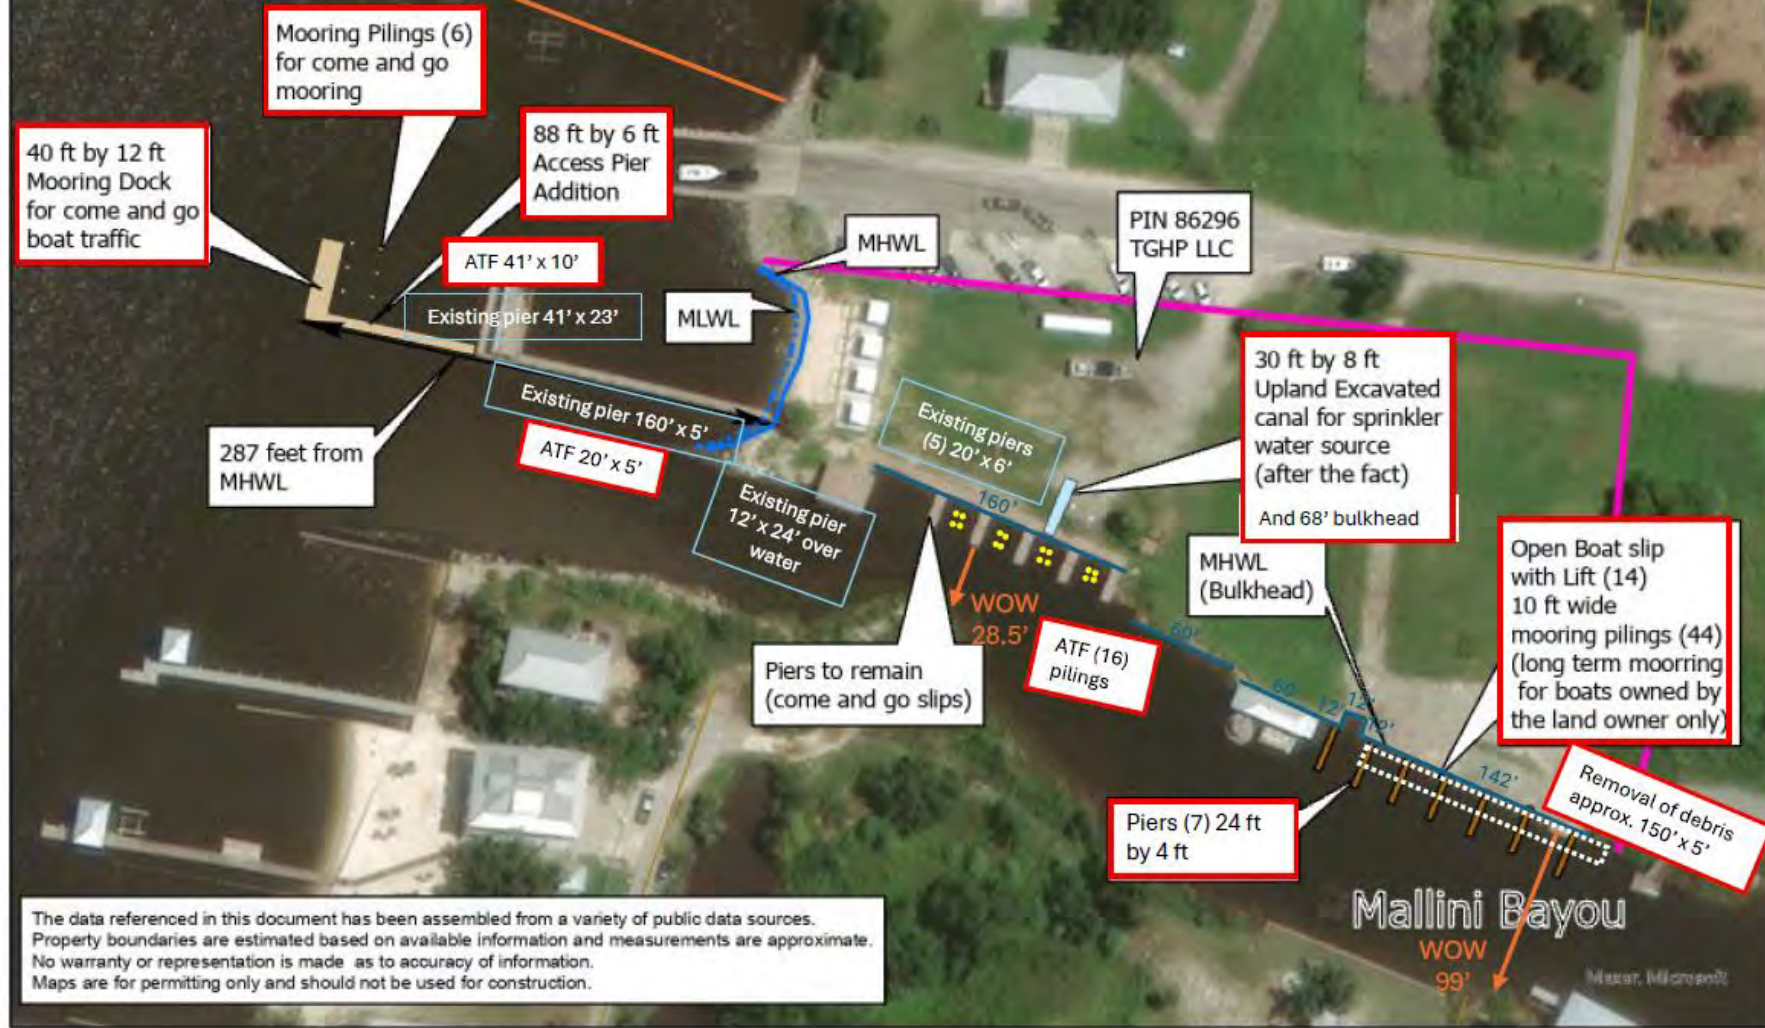 Mooring Pilings (6)
for come and go
mooring
40 ft by 12 ft
Mooring Dock
for come and go
boat traffic
88 ft by 6 ft
Access Pier
Addition
ATF 41' x 10'
Existing pier 41' x 23'
MHWL
MLWL
PIN 86296
TGHP LLC
287 feet from
MHWL
Existing pier 160' x 5'
ATF 20' x 5'
Existing pier
12' x 24' over
water
Existing piers
(5) 20' x 6'
160'
30 ft by 8 ft
Upland Excavated
canal for sprinkler
water source
(after the fact)
And 68' bulkhead
MHWL
(Bulkhead)
Open Boat slip
with Lift (14)
10 ft wide
mooring pilings (44)
(long term moorring
for boats owned by
the land owner only)
WOW
28.5'
ATF (16)
pilings
Piers to remain
(come and go slips)
60'
60'
12'
12'
142'
Removal of debris
approx. 150' x 5'
Piers (7) 24 ft
by 4 ft
Mallini Bayou
WOW
99'
Maxar, Microsoft
The data referenced in this document has been assembled from a variety of public data sources.
Property boundaries are estimated based on available information and measurements are approximate.
No warranty or representation is made as to accuracy of information.
Maps are for permitting only and should not be used for construction.